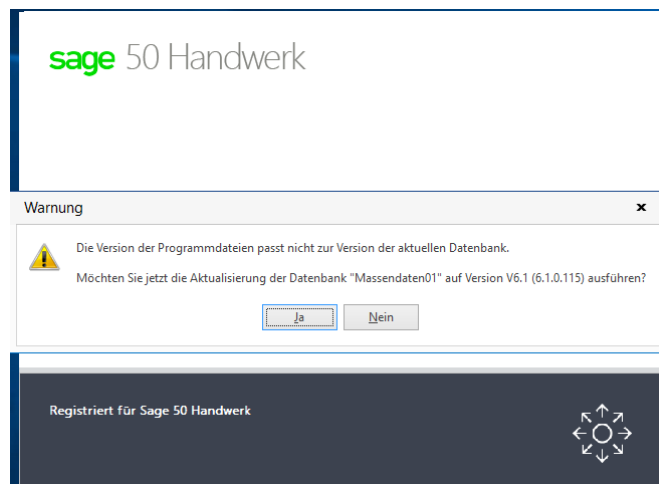 sage 50 Handwerk
Warnung
Die Version der Programmdateien passt nicht zur Version der aktuellen Datenbank.
Möchten Sie jetzt die Aktualisierung der Datenbank "Massendaten01" auf Version V6.1 (6.1.0.115) ausführen?
Ja Nein
Registriert für Sage 50 Handwerk